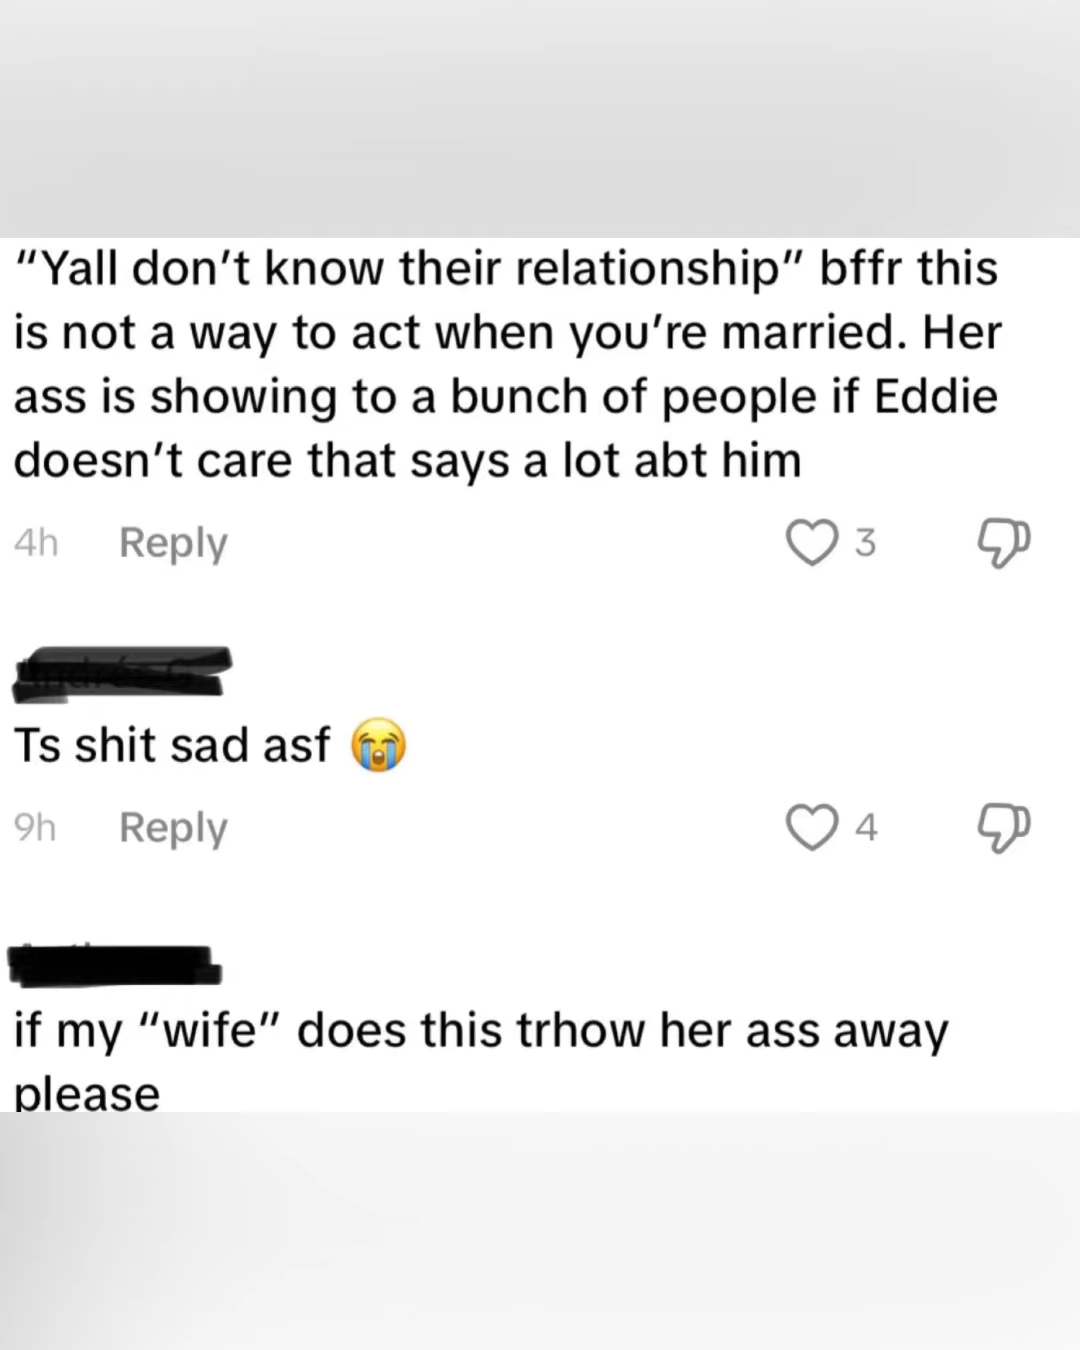 “Yall don’t know their relationship” bffr this
is not a way to act when you’re married. Her
ass is showing to a bunch of people if Eddie
doesn’t care that says a lot abt him
4h Reply 3
Ts shit sad asf 😭
9h Reply 4
if my “wife” does this trhow her ass away
please